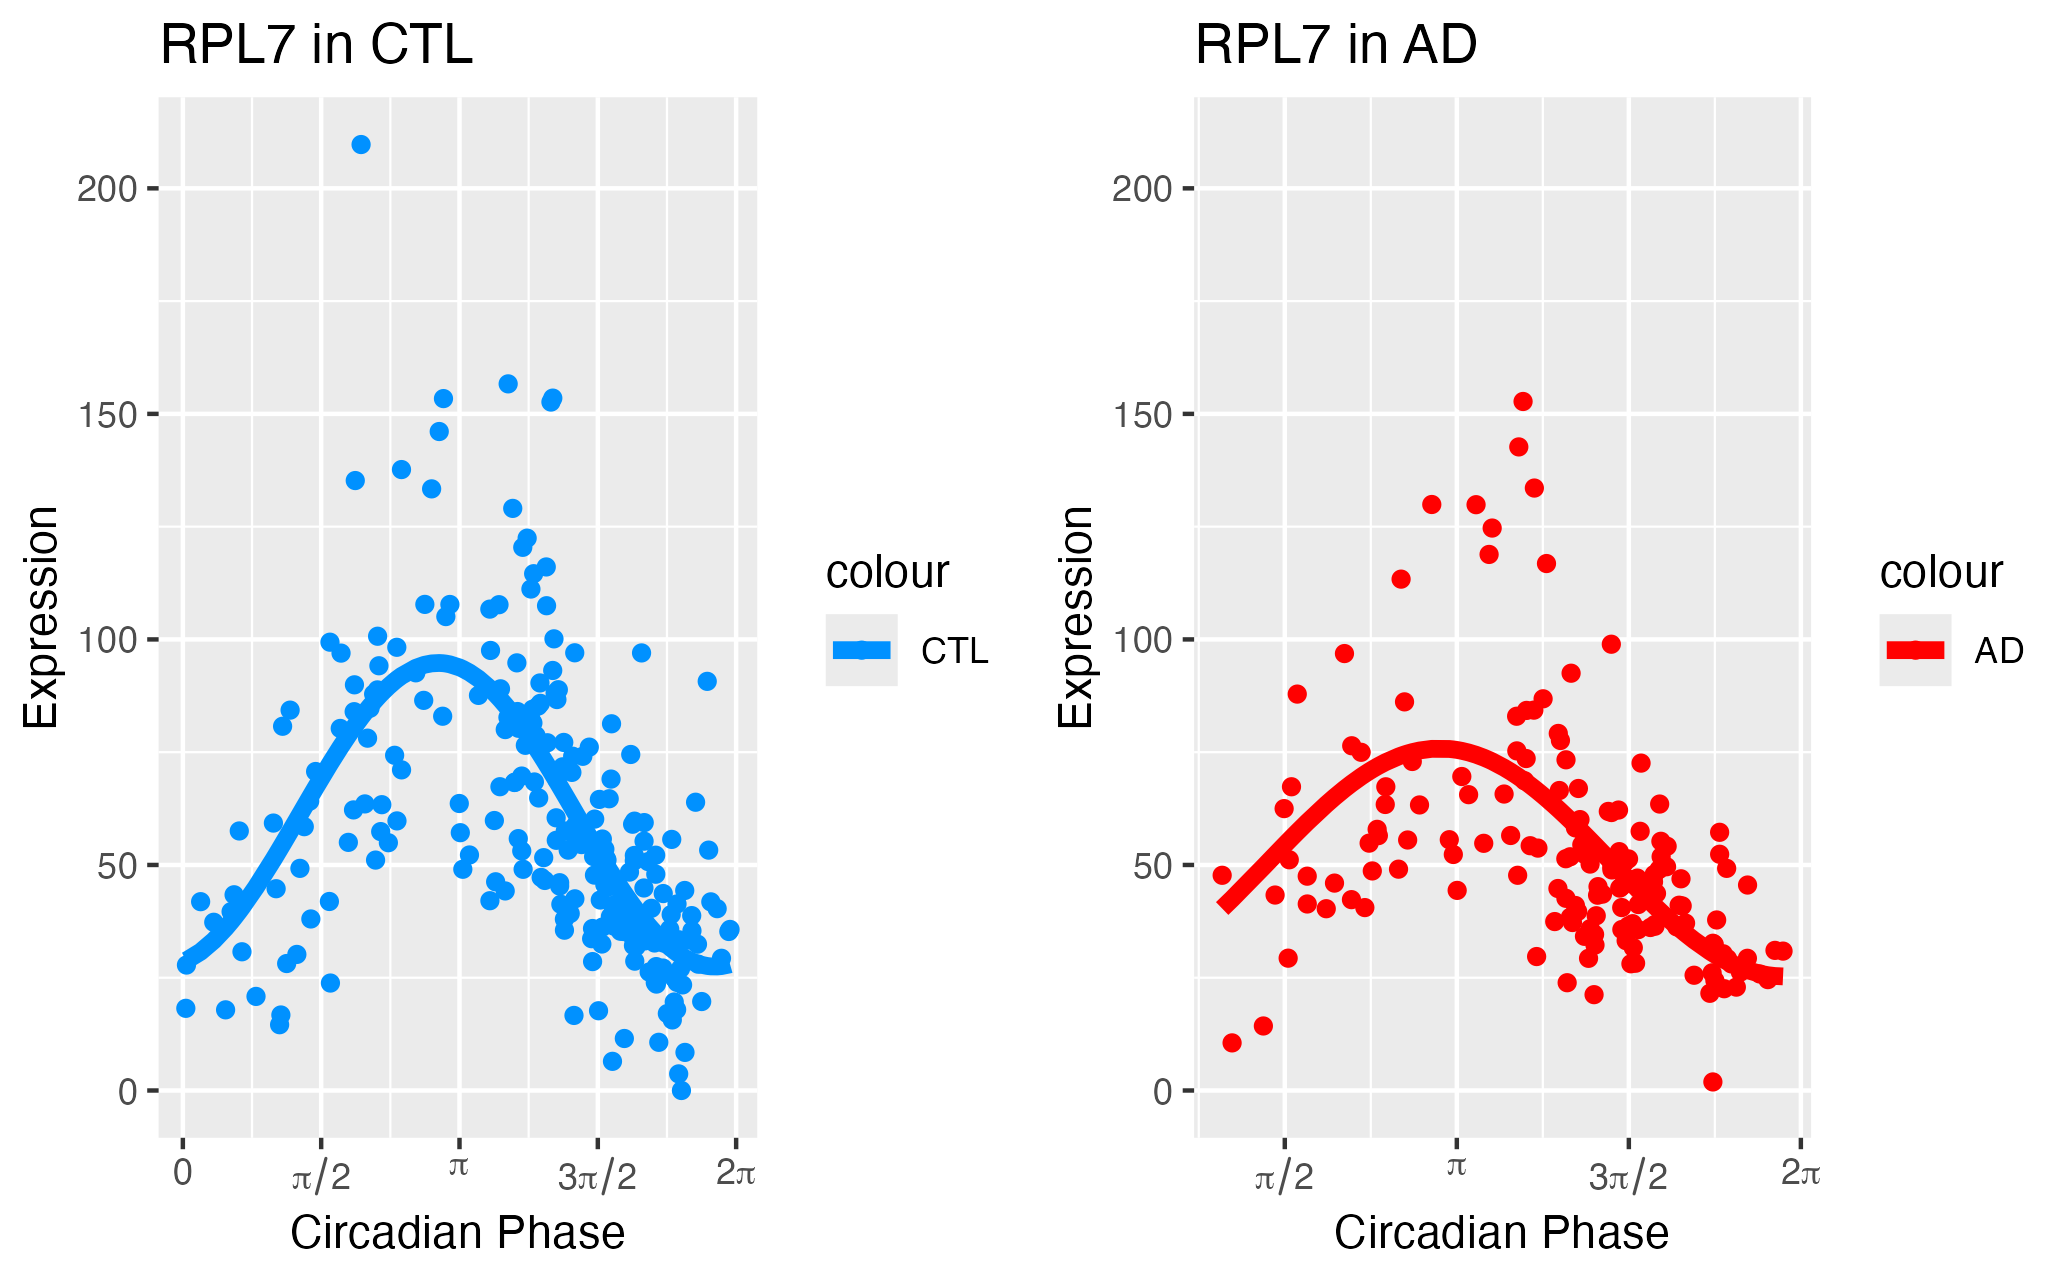 RPL7 in CTL
200
150
100
50
0
Expression
0 π/2 π 3π/2 2π
Circadian Phase
colour
CTL
RPL7 in AD
200
150
100
50
0
Expression
π/2 π 3π/2 2π
Circadian Phase
colour
AD